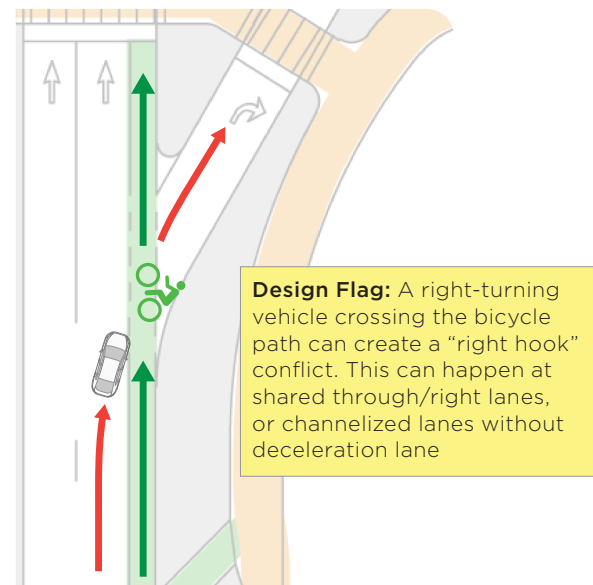 Design Flag: A right-turning
vehicle crossing the bicycle
path can create a “right hook”
conflict. This can happen at
shared through/right lanes,
or channelized lanes without
deceleration lane